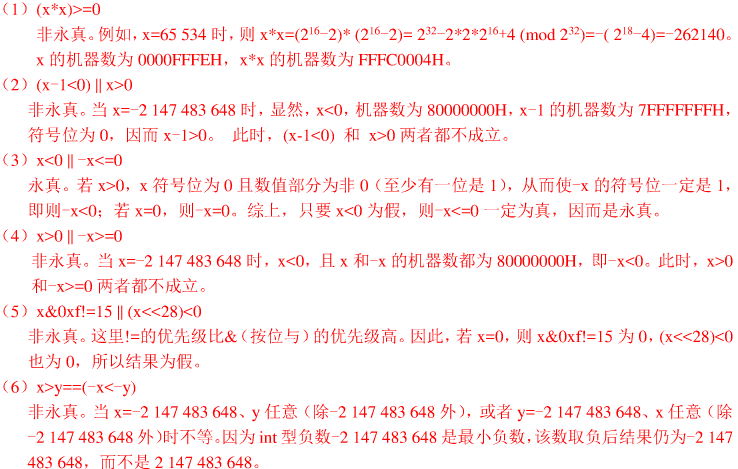 （1）(x*x)>=0
非永真。例如，x=65 534 时，则 x*x=(2¹⁶−2)* (2¹⁶−2)= 2³²−2*2*2¹⁶+4 (mod 2³²)=−( 2¹⁸−4)=−262140。
x 的机器数为 0000FFFEH，x*x 的机器数为 FFFC0004H。
（2）(x-1<0) || x>0
非永真。当 x=−2 147 483 648 时，显然，x<0，机器数为 80000000H，x-1 的机器数为 7FFFFFFFH，
符号位为 0，因而 x−1>0。 此时，(x-1<0) 和 x>0 两者都不成立。
（3）x<0 || −x<=0
永真。若 x>0，x 符号位为 0 且数值部分为非 0（至少有一位是 1），从而使−x 的符号位一定是 1，
即则−x<0；若 x=0，则−x=0。综上，只要 x<0 为假，则−x<=0 一定为真，因而是永真。
（4）x>0 || −x>=0
非永真。当 x=−2 147 483 648 时，x<0，且 x 和−x 的机器数都为 80000000H，即−x<0。此时，x>0
和−x>=0 两者都不成立。
（5）x&0xf!=15 || (x<<28)<0
非永真。这里!=的优先级比&（按位与）的优先级高。因此，若 x=0，则 x&0xf!=15 为 0，(x<<28)<0
也为 0，所以结果为假。
（6）x>y==(−x<−y)
非永真。当 x=−2 147 483 648、y 任意（除−2 147 483 648 外），或者 y=−2 147 483 648、x 任意（除
−2 147 483 648 外）时不等。因为 int 型负数−2 147 483 648 是最小负数，该数取负后结果仍为−2 147
483 648，而不是 2 147 483 648。